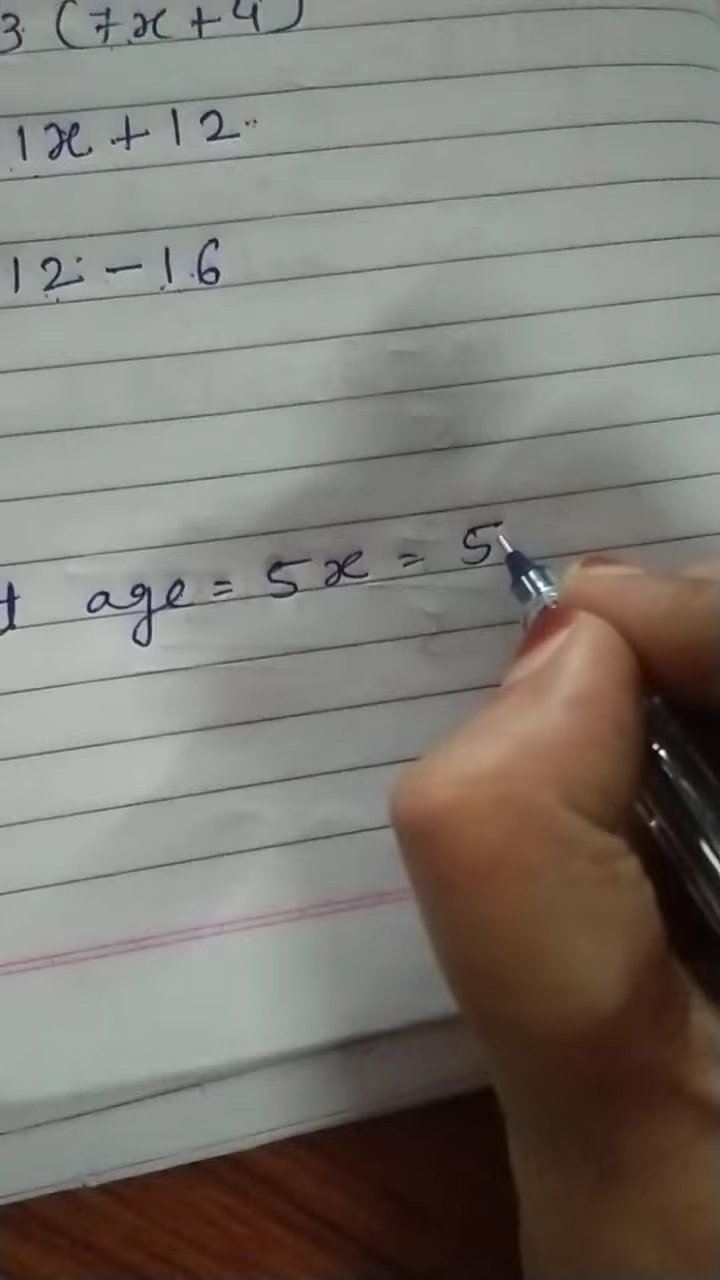 3 (7x+4)
1x + 12
12 - 16
age = 5x = 5